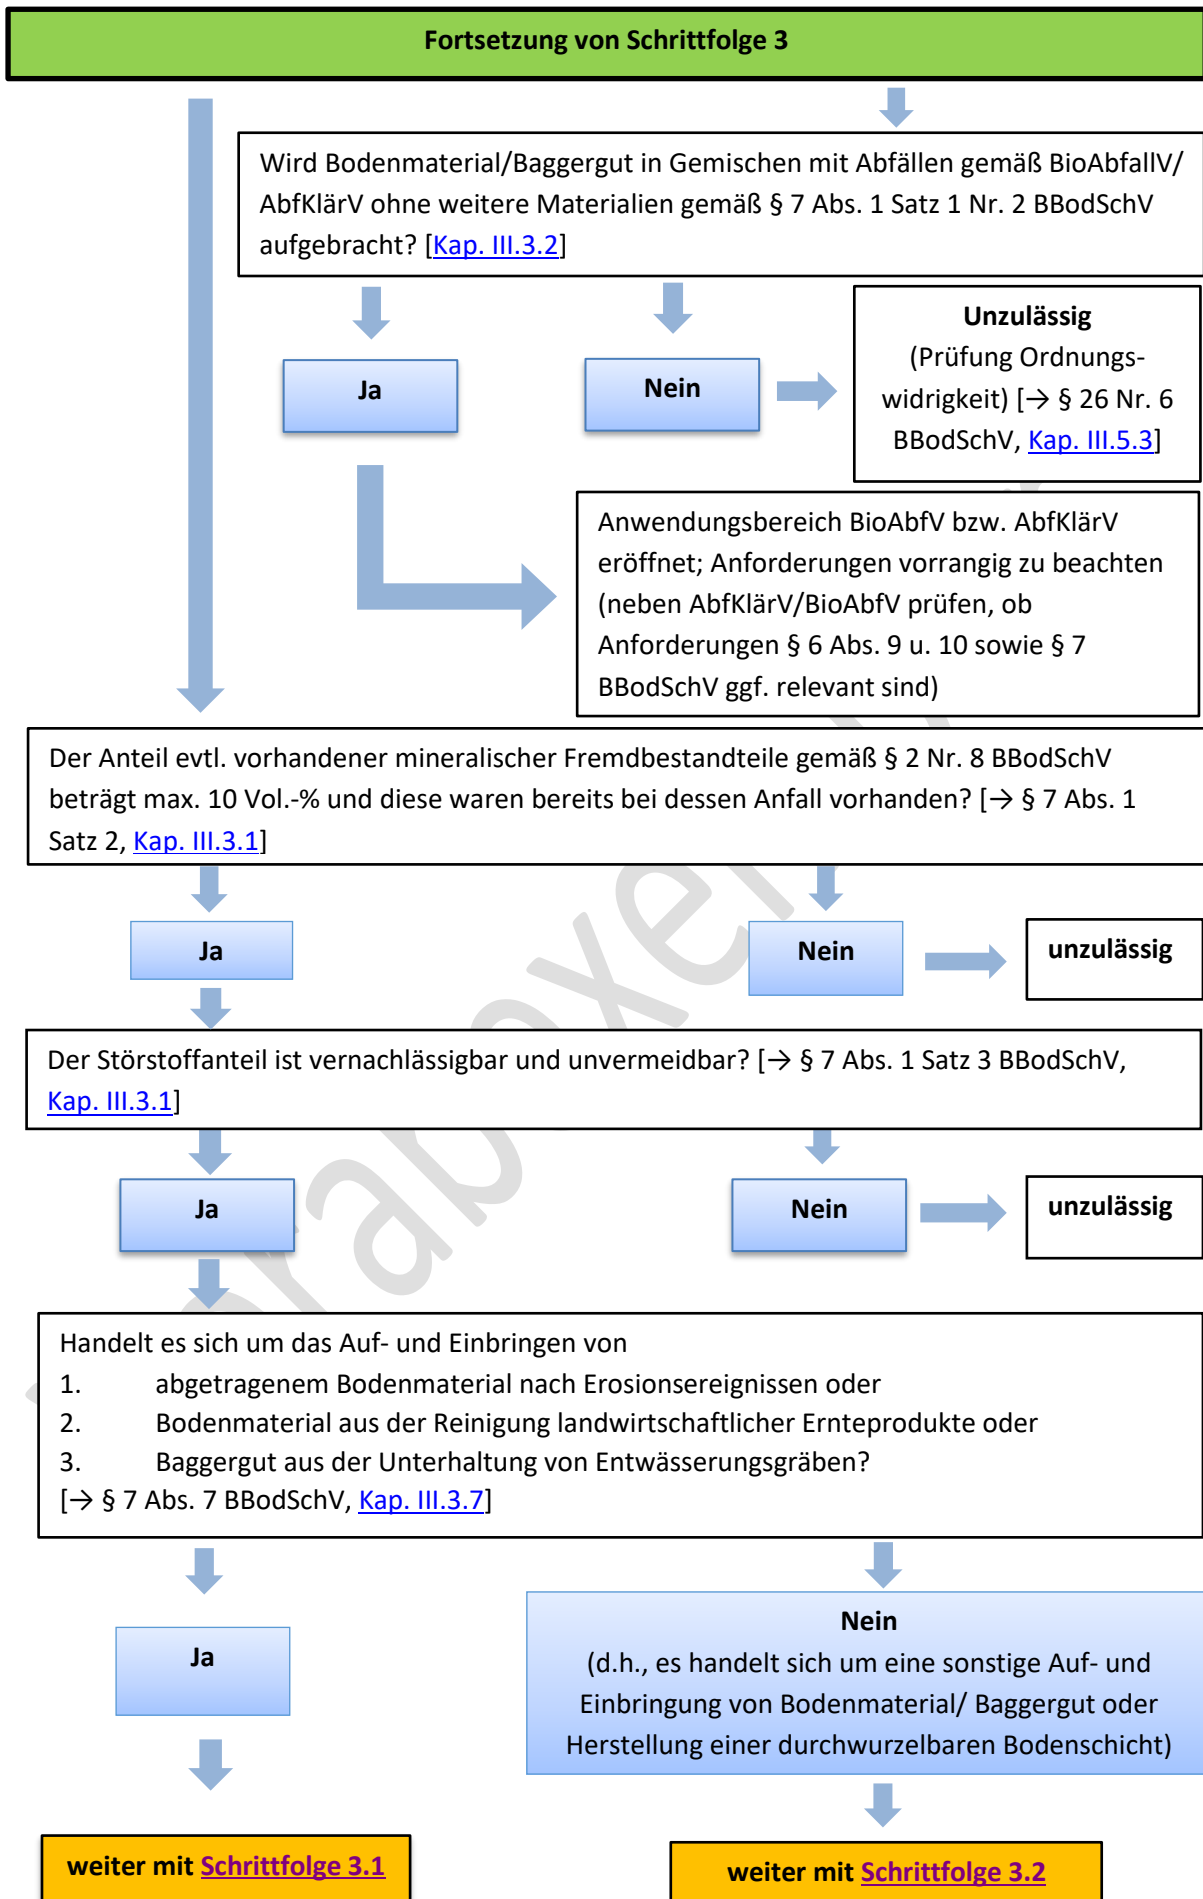 Fortsetzung von Schrittfolge 3
Wird Bodenmaterial/Baggergut in Gemischen mit Abfällen gemäß BioAbfallV/
AbfKlärV ohne weitere Materialien gemäß § 7 Abs. 1 Satz 1 Nr. 2 BBodSchV
aufgebracht? [Kap. III.3.2]
Ja
Nein
Unzulässig
(Prüfung Ordnungs-
widrigkeit) [→ § 26 Nr. 6
BBodSchV, Kap. III.5.3]
Anwendungsbereich BioAbfV bzw. AbfKlärV
eröffnet; Anforderungen vorrangig zu beachten
(neben AbfKlärV/BioAbfV prüfen, ob
Anforderungen § 6 Abs. 9 u. 10 sowie § 7
BBodSchV ggf. relevant sind)
Der Anteil evtl. vorhandener mineralischer Fremdbestandteile gemäß § 2 Nr. 8 BBodSchV
beträgt max. 10 Vol.-% und diese waren bereits bei dessen Anfall vorhanden? [→ § 7 Abs. 1
Satz 2, Kap. III.3.1]
Ja
Nein
unzulässig
Der Störstoffanteil ist vernachlässigbar und unvermeidbar? [→ § 7 Abs. 1 Satz 3 BBodSchV,
Kap. III.3.1]
Ja
Nein
unzulässig
Handelt es sich um das Auf- und Einbringen von
1. abgetragenem Bodenmaterial nach Erosionsereignissen oder
2. Bodenmaterial aus der Reinigung landwirtschaftlicher Ernteprodukte oder
3. Baggergut aus der Unterhaltung von Entwässerungsgräben?
[→ § 7 Abs. 7 BBodSchV, Kap. III.3.7]
Ja
Nein
(d.h., es handelt sich um eine sonstige Auf- und
Einbringung von Bodenmaterial/ Baggergut oder
Herstellung einer durchwurzelbaren Bodenschicht)
weiter mit Schrittfolge 3.1
weiter mit Schrittfolge 3.2